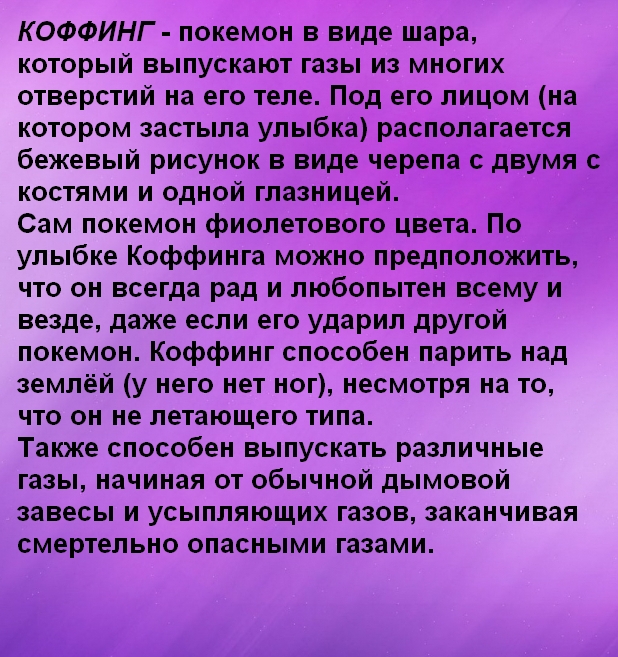 КОФФИНГ - покемон в виде шара,
который выпускают газы из многих
отверстий на его теле. Под его лицом (на
котором застыла улыбка) располагается
бежевый рисунок в виде черепа с двумя с
костями и одной глазницей.
Сам покемон фиолетового цвета. По
улыбке Коффинга можно предположить,
что он всегда рад и любопытен всему и
везде, даже если его ударил другой
покемон. Коффинг способен парить над
землёй (у него нет ног), несмотря на то,
что он не летающего типа.
Также способен выпускать различные
газы, начиная от обычной дымовой
завесы и усыпляющих газов, заканчивая
смертельно опасными газами.